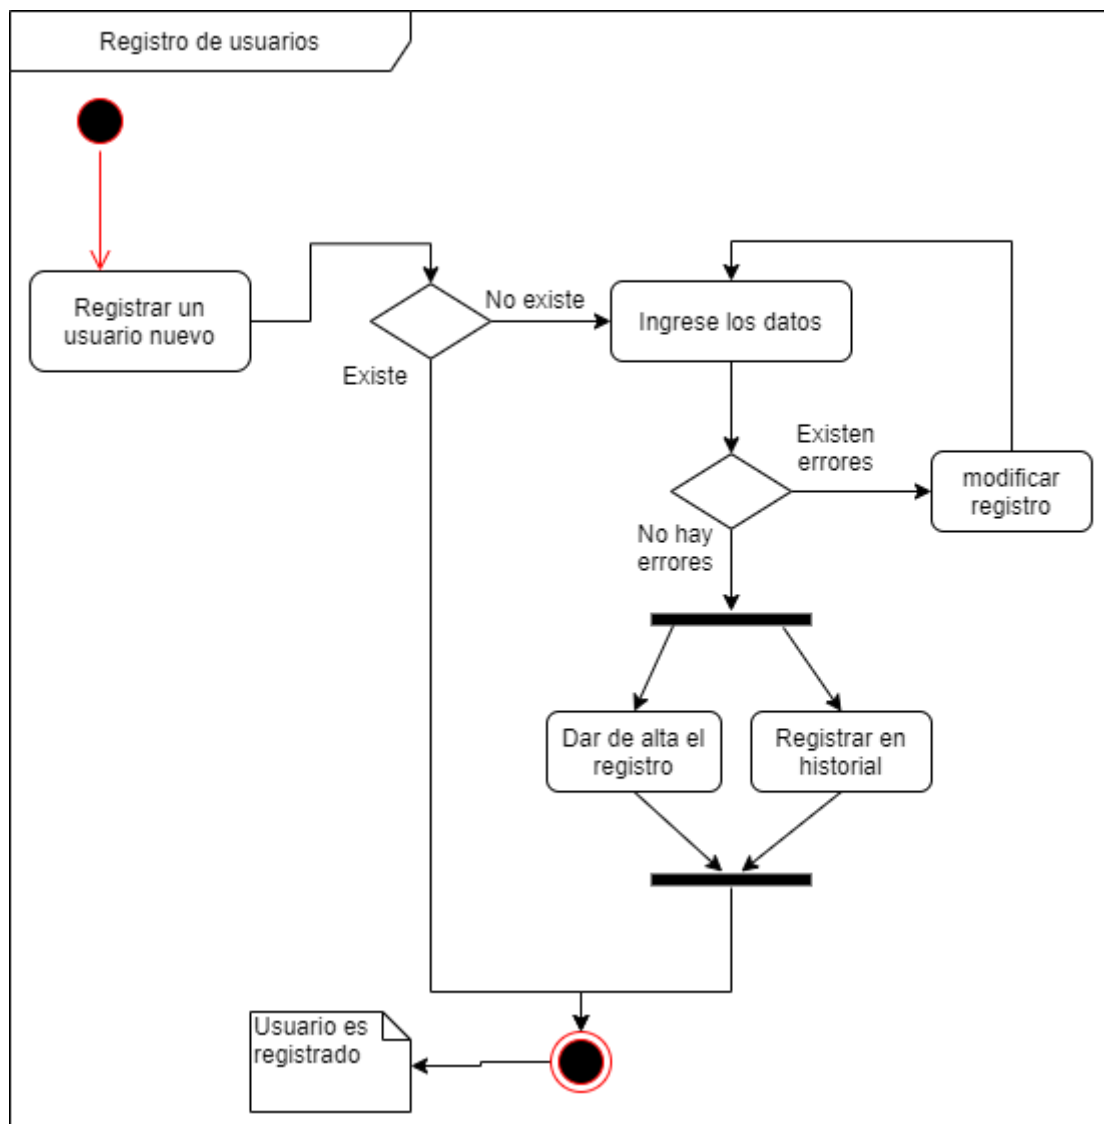 Registro de usuarios
Registrar un
usuario nuevo
No existe
Existe
Ingrese los datos
Existen
errores
modificar
registro
No hay
errores
Dar de alta el
registro
Registrar en
historial
Usuario es
registrado